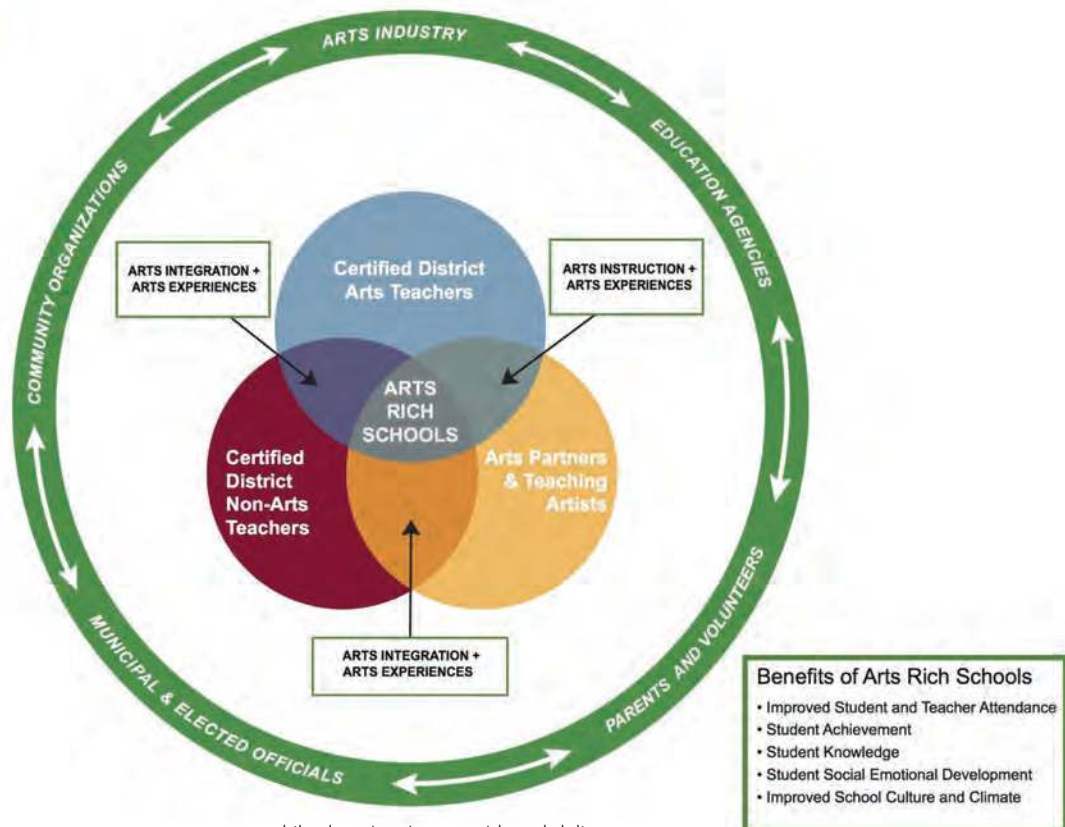 ARTS INDUSTRY
EDUCATION AGENCIES
PARENTS AND VOLUNTEERS
MUNICIPAL & ELECTED OFFICIALS
COMMUNITY ORGANIZATIONS
ARTS INTEGRATION +
ARTS EXPERIENCES
Certified District
Arts Teachers
ARTS INSTRUCTION +
ARTS EXPERIENCES
ARTS
RICH
SCHOOLS
Certified
District
Non-Arts
Teachers
Arts Partners
& Teaching
Artists
ARTS INTEGRATION +
ARTS EXPERIENCES
Benefits of Arts Rich Schools
• Improved Student and Teacher Attendance
• Student Achievement
• Student Knowledge
• Student Social Emotional Development
• Improved School Culture and Climate